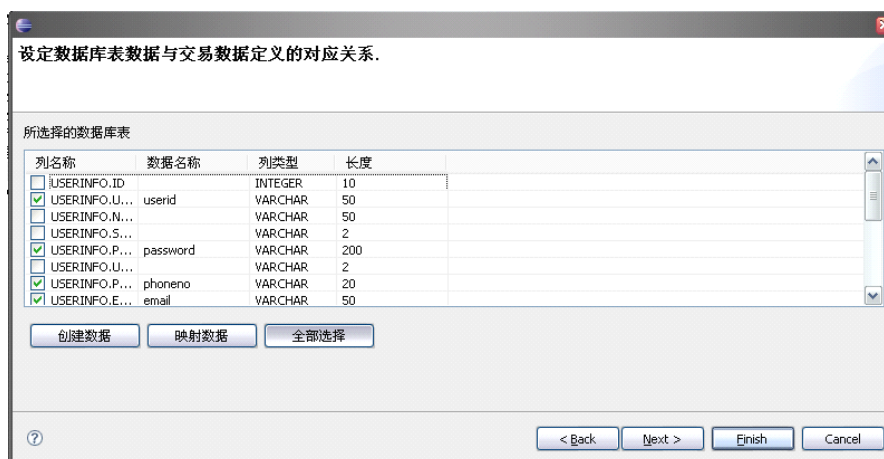 设定数据库表数据与交易数据定义的对应关系.
所选择的数据库表
列名称 数据名称 列类型 长度
USERINFO.ID INTEGER 10
USERINFO.U... userid VARCHAR 50
USERINFO.N... VARCHAR 50
USERINFO.S... VARCHAR 2
USERINFO.P... password VARCHAR 200
USERINFO.U... VARCHAR 2
USERINFO.P... phoneno VARCHAR 20
USERINFO.E... email VARCHAR 50
创建数据 映射数据 全部选择
< Back Next > Finish Cancel